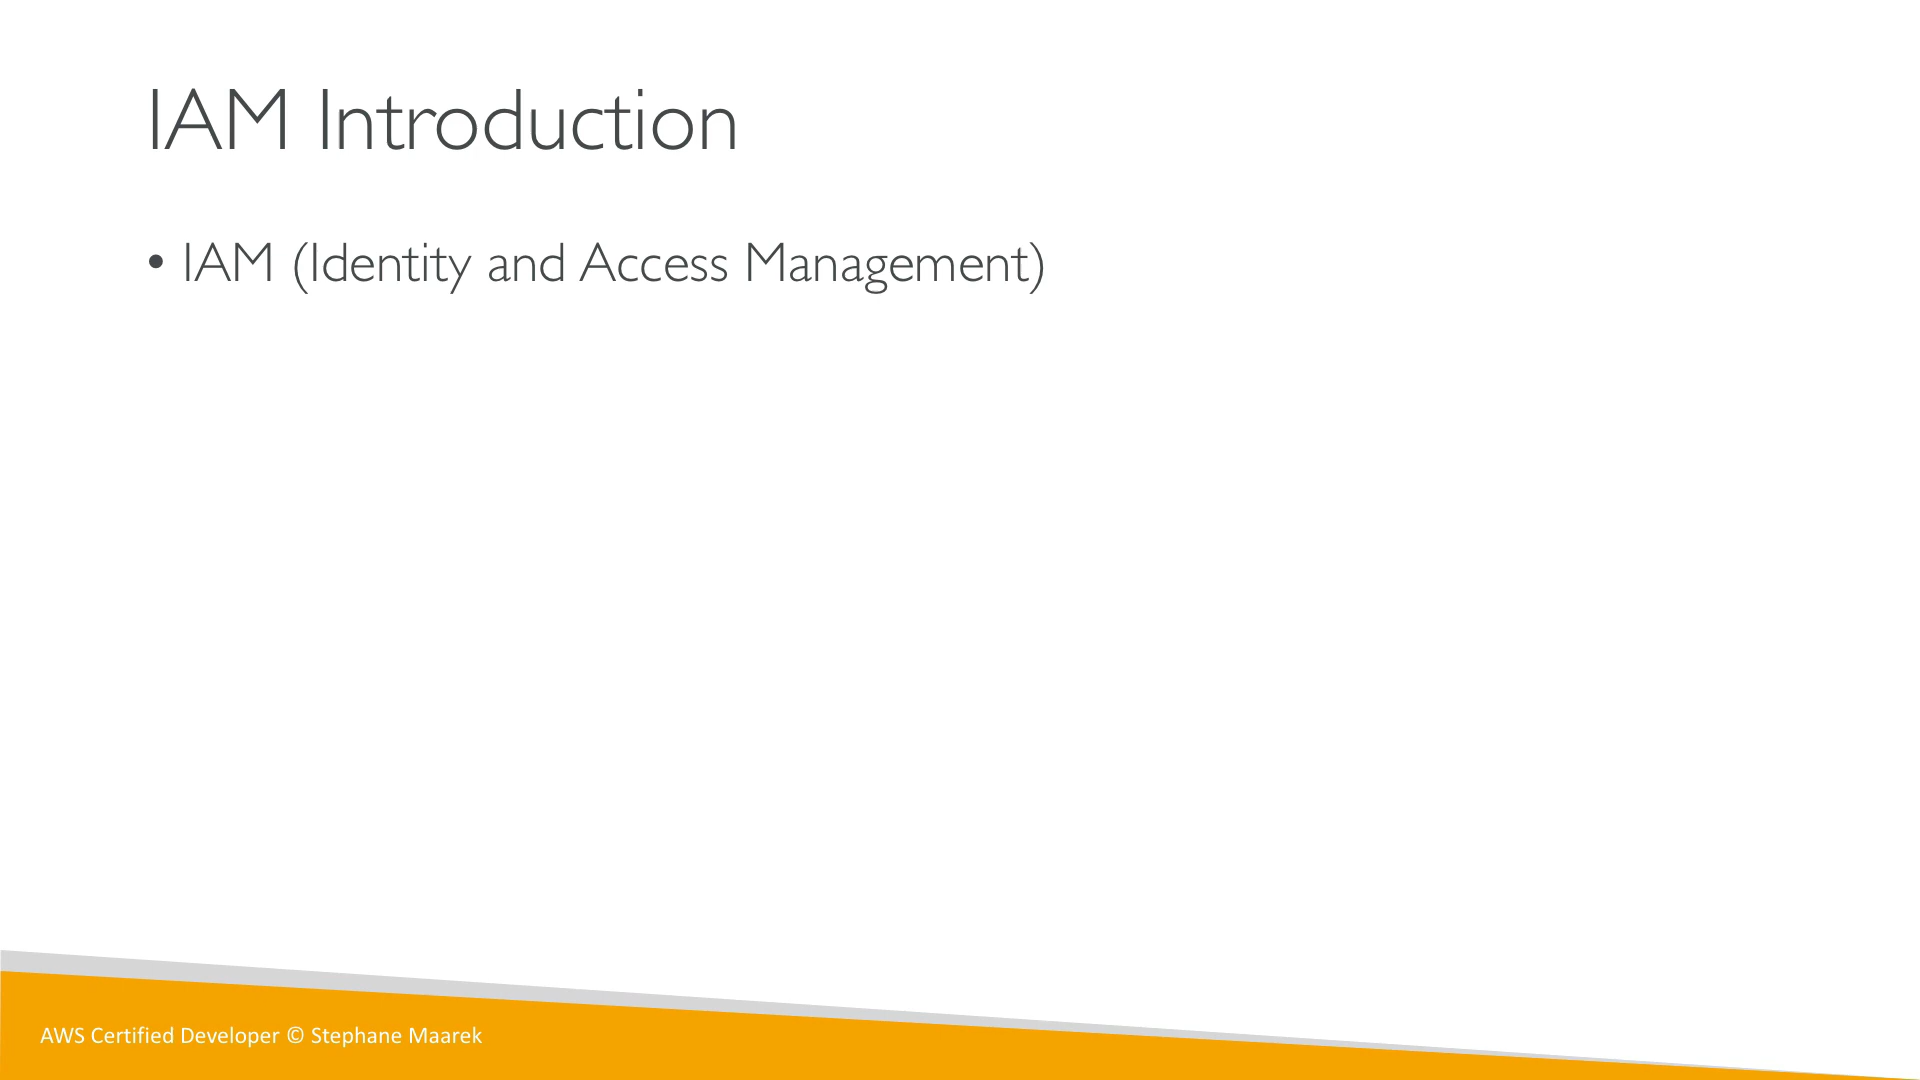 IAM Introduction
• IAM (Identity and Access Management)
AWS Certified Developer © Stephane Maarek